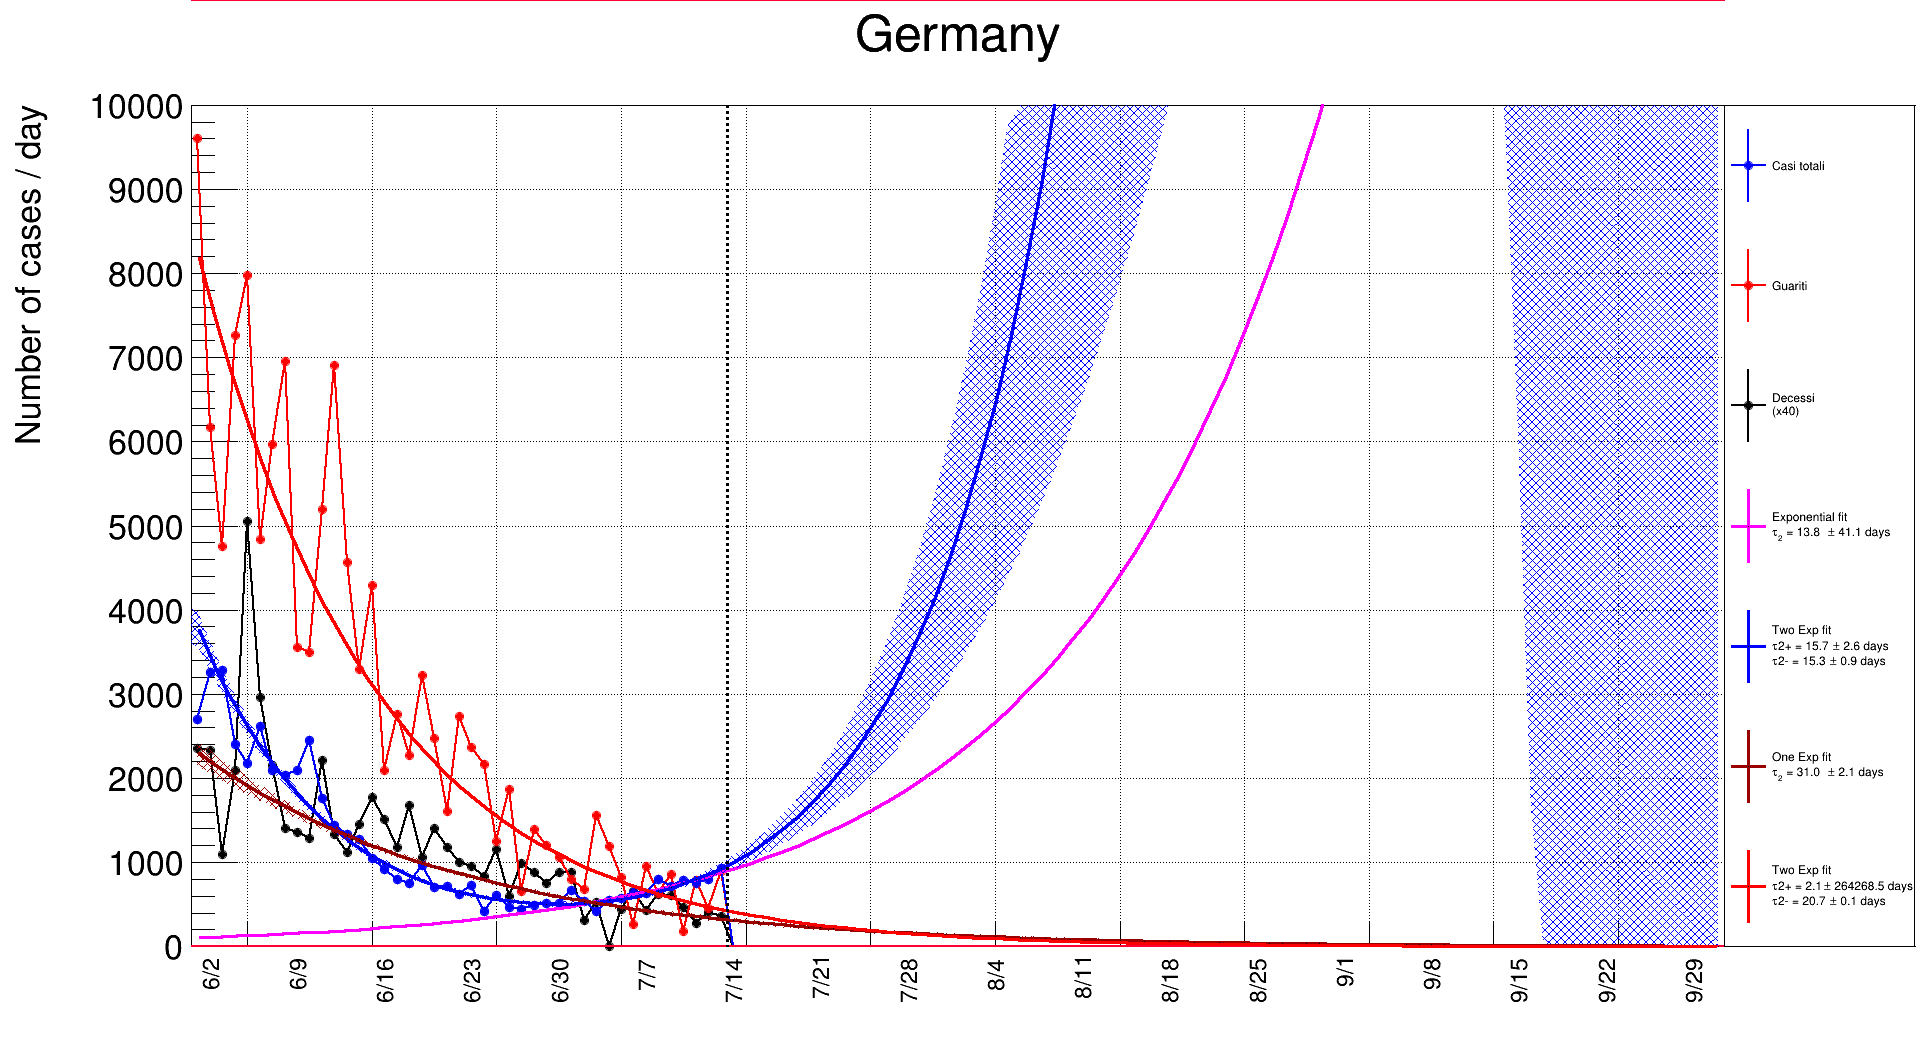 Germany
Number of cases / day
10000
9000
8000
7000
6000
5000
4000
3000
2000
1000
0
6/2
6/9
6/16
6/23
6/30
7/7
7/14
7/21
7/28
8/4
8/11
8/18
8/25
9/1
9/8
9/15
9/22
9/29
Casi totali
Guariti
Decessi
(x40)
Exponential fit
τ2 = 13.8 ± 41.1 days
Two Exp fit
τ2+ = 15.7 ± 2.6 days
τ2- = 15.3 ± 0.9 days
One Exp fit
τ2 = 31.0 ± 2.1 days
Two Exp fit
τ2+ = 2.1 ± 264268.5 days
τ2- = 20.7 ± 0.1 days